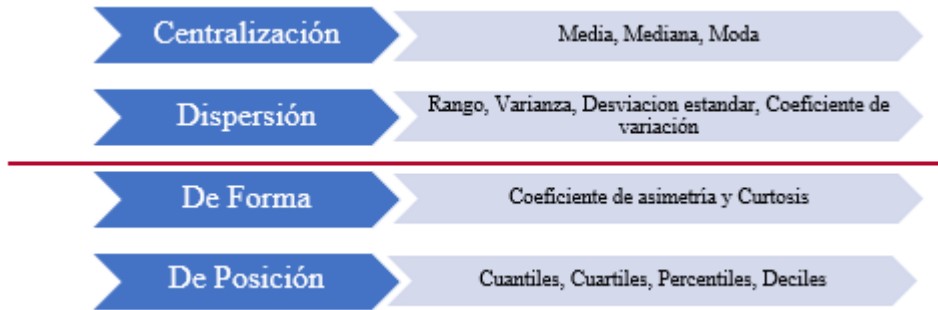 Centralización
Media, Mediana, Moda
Dispersión
Rango, Varianza, Desviacion estandar, Coeficiente de
variación
De Forma
Coeficiente de asimetría y Curtosis
De Posición
Cuantiles, Cuartiles, Percentiles, Deciles